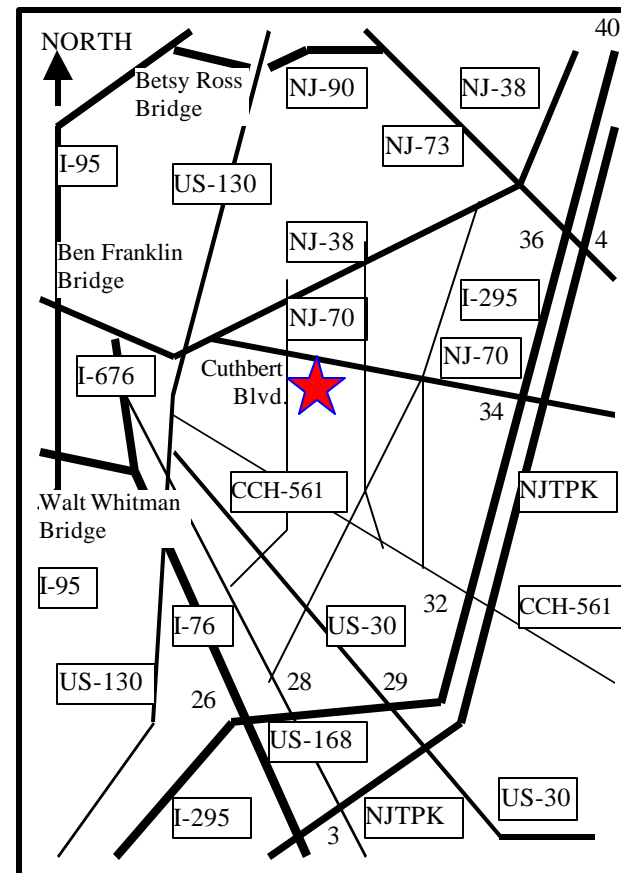 40
NORTH
Betsy Ross
Bridge
NJ-90
NJ-38
NJ-73
I-95
US-130
NJ-38
36
4
Ben Franklin
Bridge
I-295
NJ-70
NJ-70
I-676
Cuthbert
Blvd.
34
CCH-561
NJTPK
Walt Whitman
Bridge
I-95
32
CCH-561
I-76
US-30
US-130
26
28
29
US-168
I-295
3
NJTPK
US-30